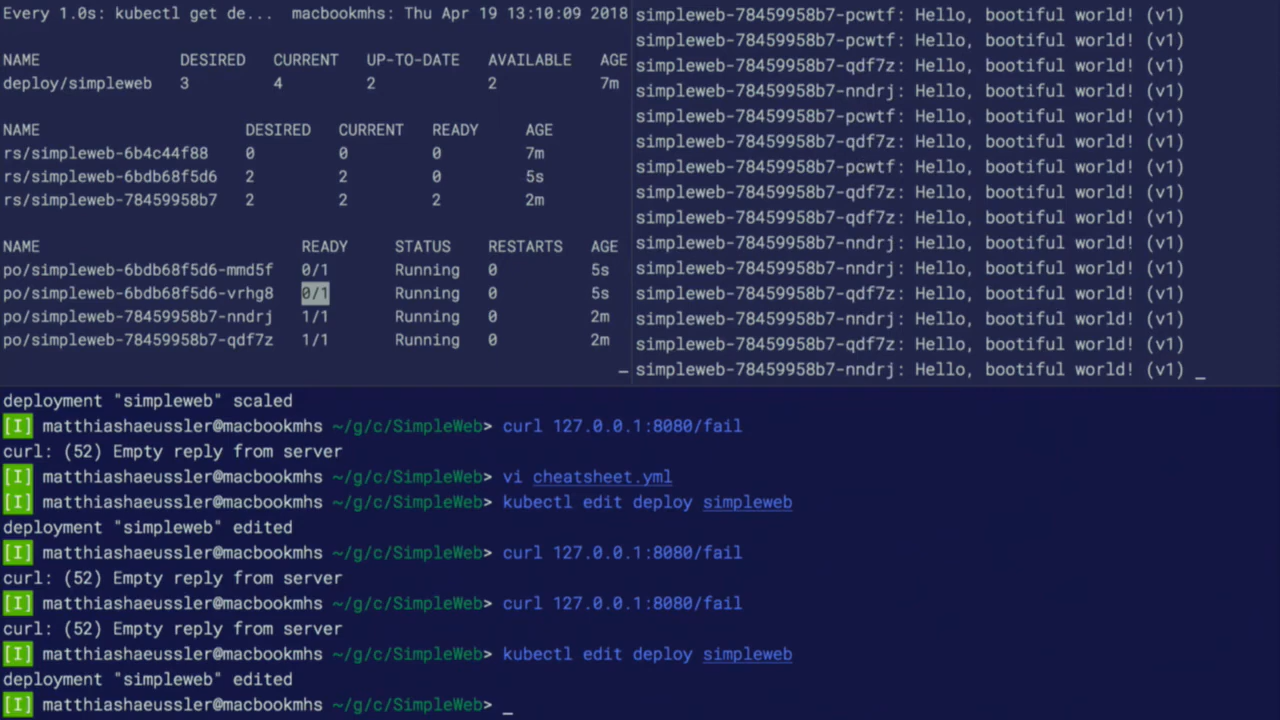 Every 1.0s: kubectl get de...  macbookmhs: Thu Apr 19 13:10:09 2018
NAME DESIRED CURRENT UP-TO-DATE AVAILABLE AGE
deploy/simpleweb 3 4 2 2 7m
NAME DESIRED CURRENT READY AGE
rs/simpleweb-6b4c44f88 0 0 0 7m
rs/simpleweb-6bdb68f5d6 2 2 0 5s
rs/simpleweb-78459958b7 2 2 2 2m
NAME READY STATUS RESTARTS AGE
po/simpleweb-6bdb68f5d6-mmd5f 0/1 Running 0 5s
po/simpleweb-6bdb68f5d6-vrhg8 0/1 Running 0 5s
po/simpleweb-78459958b7-nndrj 1/1 Running 0 2m
po/simpleweb-78459958b7-qdf7z 1/1 Running 0 2m
simpleweb-78459958b7-pcwtf: Hello, bootiful world! (v1)
simpleweb-78459958b7-pcwtf: Hello, bootiful world! (v1)
simpleweb-78459958b7-qdf7z: Hello, bootiful world! (v1)
simpleweb-78459958b7-nndrj: Hello, bootiful world! (v1)
simpleweb-78459958b7-pcwtf: Hello, bootiful world! (v1)
simpleweb-78459958b7-qdf7z: Hello, bootiful world! (v1)
simpleweb-78459958b7-pcwtf: Hello, bootiful world! (v1)
simpleweb-78459958b7-qdf7z: Hello, bootiful world! (v1)
simpleweb-78459958b7-qdf7z: Hello, bootiful world! (v1)
simpleweb-78459958b7-nndrj: Hello, bootiful world! (v1)
simpleweb-78459958b7-nndrj: Hello, bootiful world! (v1)
simpleweb-78459958b7-qdf7z: Hello, bootiful world! (v1)
simpleweb-78459958b7-nndrj: Hello, bootiful world! (v1)
simpleweb-78459958b7-qdf7z: Hello, bootiful world! (v1)
simpleweb-78459958b7-nndrj: Hello, bootiful world! (v1) _
deployment "simpleweb" scaled
[I] matthiashaeussler@macbookmhs ~/g/c/SimpleWeb> curl 127.0.0.1:8080/fail
curl: (52) Empty reply from server
[I] matthiashaeussler@macbookmhs ~/g/c/SimpleWeb> vi cheatsheet.yml
[I] matthiashaeussler@macbookmhs ~/g/c/SimpleWeb> kubectl edit deploy simpleweb
deployment "simpleweb" edited
[I] matthiashaeussler@macbookmhs ~/g/c/SimpleWeb> curl 127.0.0.1:8080/fail
curl: (52) Empty reply from server
[I] matthiashaeussler@macbookmhs ~/g/c/SimpleWeb> curl 127.0.0.1:8080/fail
curl: (52) Empty reply from server
[I] matthiashaeussler@macbookmhs ~/g/c/SimpleWeb> kubectl edit deploy simpleweb
deployment "simpleweb" edited
[I] matthiashaeussler@macbookmhs ~/g/c/SimpleWeb> _